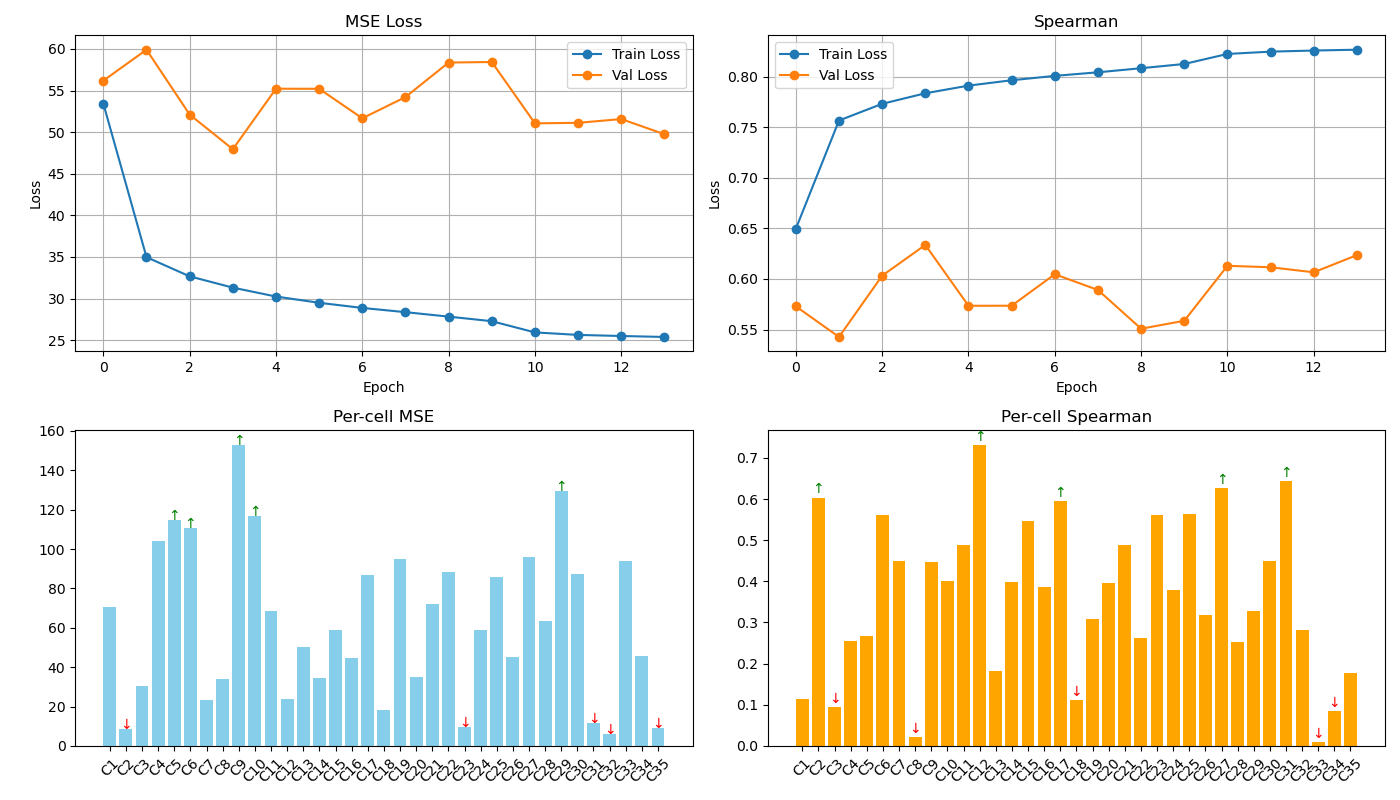 MSE Loss
60
55
50
45
40
35
30
25
Loss
Train Loss
Val Loss
0 2 4 6 8 10 12
Epoch
Spearman
0.80
0.75
0.70
0.65
0.60
0.55
Loss
Train Loss
Val Loss
0 2 4 6 8 10 12
Epoch
Per-cell MSE
160
140
120
100
80
60
40
20
0
↑ ↑ ↑ ↑ ↑
↓ ↓ ↓ ↓ ↓
C1 C2 C3 C4 C5 C6 C7 C8 C9 C10 C11 C12 C13 C14 C15 C16 C17 C18 C19 C20 C21 C22 C23 C24 C25 C26 C27 C28 C29 C30 C31 C32 C33 C34 C35
Per-cell Spearman
0.7
0.6
0.5
0.4
0.3
0.2
0.1
0.0
↑ ↑ ↑ ↑ ↑
↓ ↓ ↓ ↓ ↓
C1 C2 C3 C4 C5 C6 C7 C8 C9 C10 C11 C12 C13 C14 C15 C16 C17 C18 C19 C20 C21 C22 C23 C24 C25 C26 C27 C28 C29 C30 C31 C32 C33 C34 C35